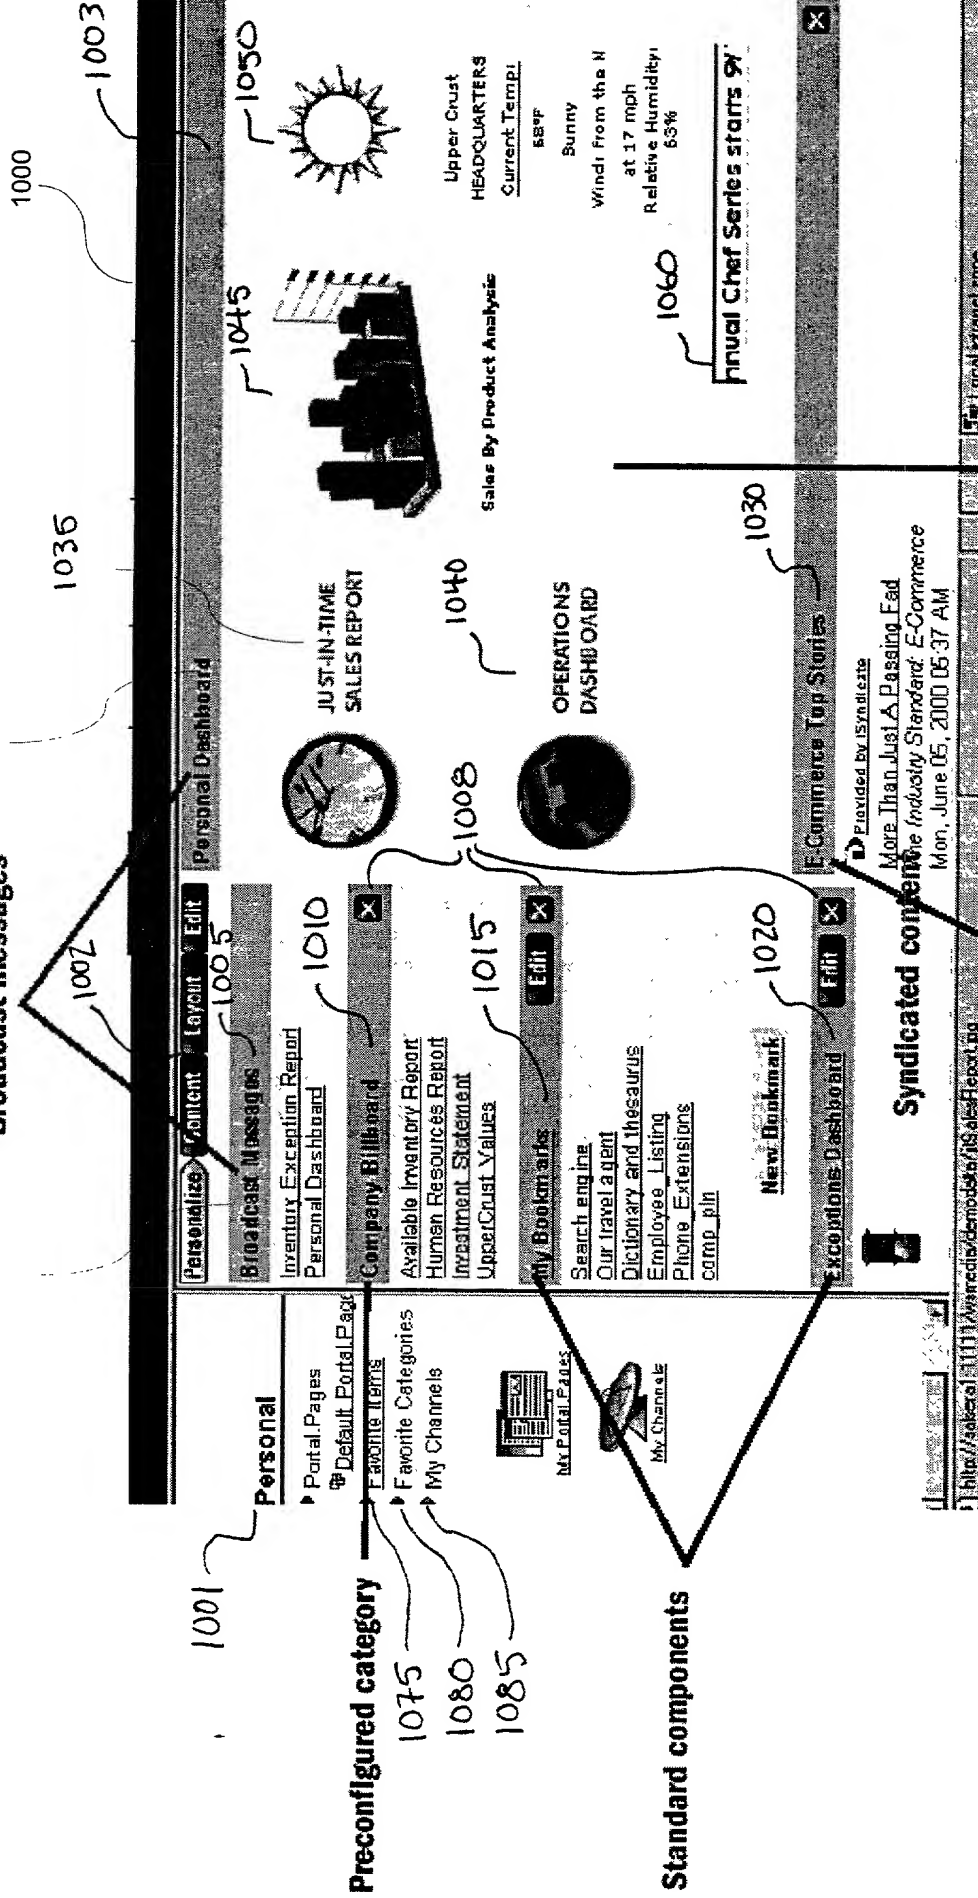 1000
1003
1002
1035
1045
1050
1001
Personal
Portal Pages
Default Portal Page
Favorite Items
Favorite Categories
My Channels
My Portal Pages
My Channels
Preconfigured category
1075
1080
1085
Standard components
Personalize Content Layout Edit
Broadcast Messages
1005
Inventory Exception Report
Personal Dashboard
Company Billboard
1010
1008
Available Inventory Report
Human Resources Report
Investment Statement
UpperCrust Values
My Bookmarks Edit
1015
Search engine
Our travel agent
Dictionary and thesaurus
Employee Listing
Phone Extensions
camp pln
New Bookmark
1020
Exceptions Dashboard Edit
Syndicated content
Personal Dashboard
JUST-IN-TIME
SALES REPORT
1040
OPERATIONS
DASHBOARD
Sales By Product Analysis
Upper Crust
HEADQUARTERS
Current Temp:
68°F
Sunny
Wind: from the N
at 17 mph
Relative Humidity:
63%
1060
nnual Chef Series starts 9/
E-Commerce Top Stories
1030
Provided by iSyndicate
More Than Just A Passing Fad
The Industry Standard: E-Commerce
Mon, June 05, 2000 05:37 AM